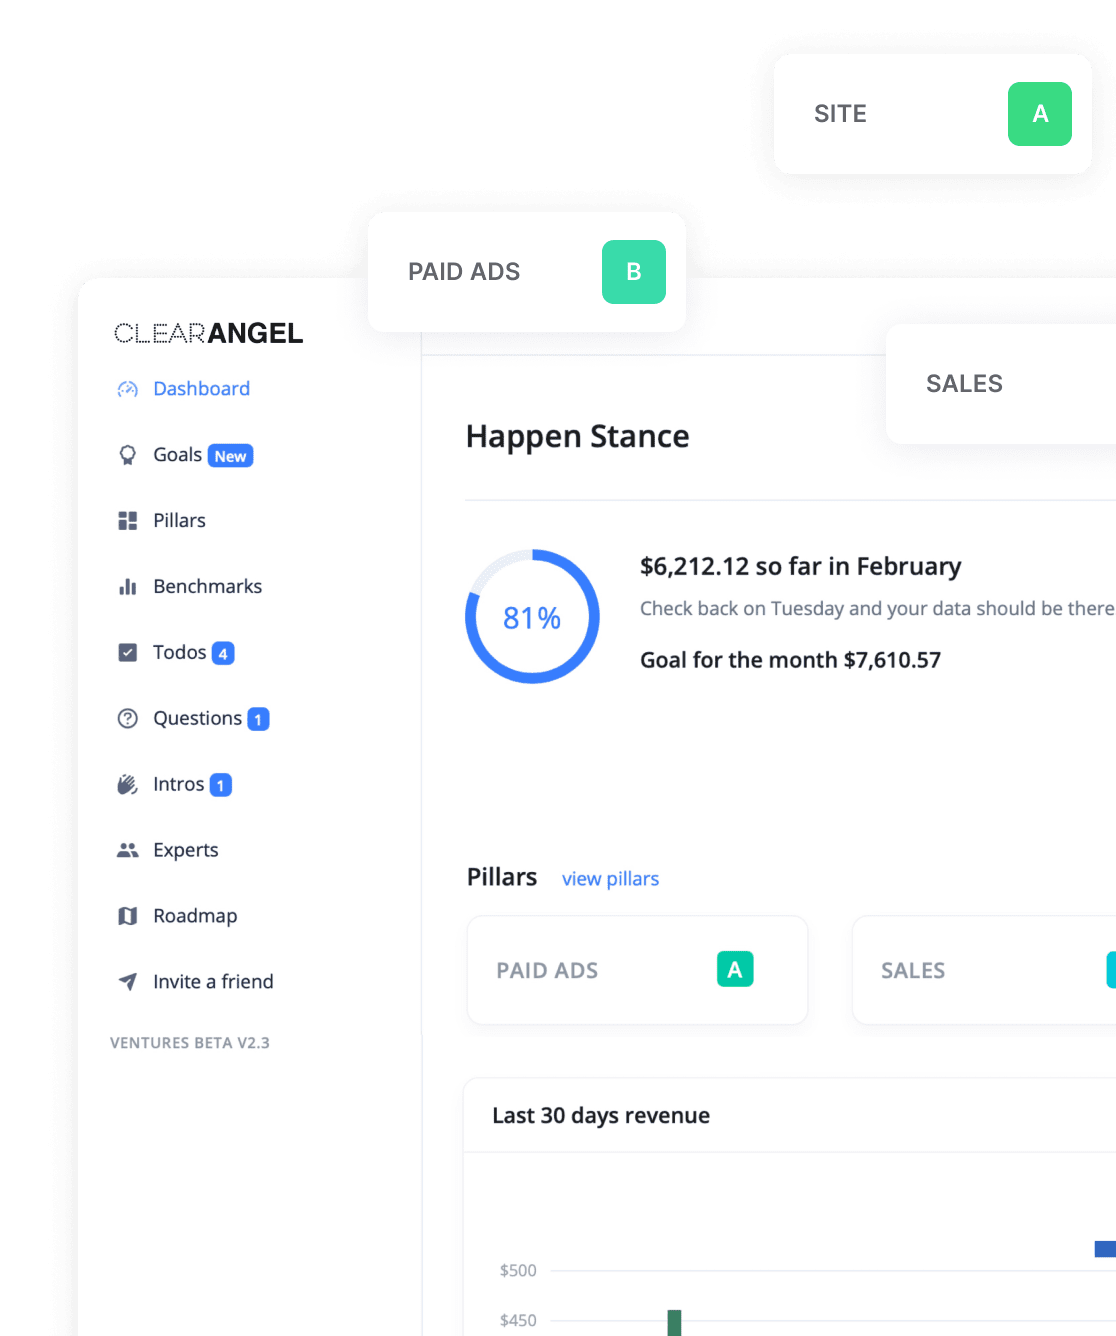 SITE A
PAID ADS B
SALES
CLEARANGEL
Dashboard
Goals New
Pillars
Benchmarks
Todos 4
Questions 1
Intros 1
Experts
Roadmap
Invite a friend
VENTURES BETA V2.3
Happen Stance
81%
$6,212.12 so far in February
Check back on Tuesday and your data should be there
Goal for the month $7,610.57
Pillars view pillars
PAID ADS A
SALES
Last 30 days revenue
$500
$450